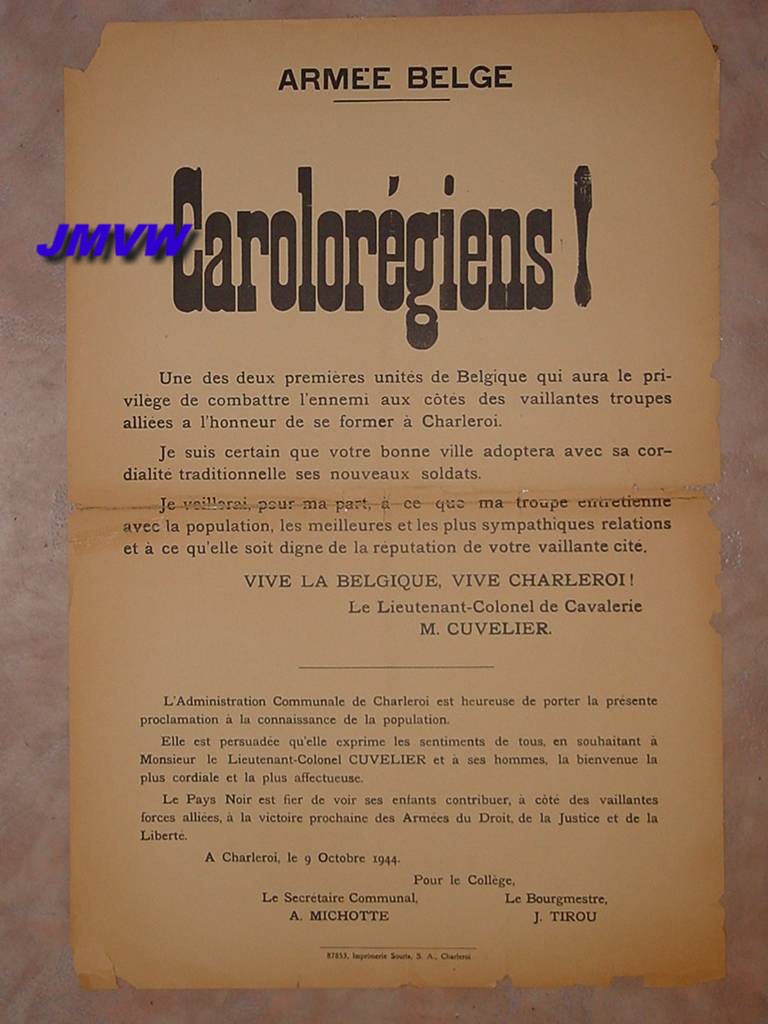 ARMÉE BELGE
Carolorégiens !
JMVW
Une des deux premières unités de Belgique qui aura le pri-
vilège de combattre l'ennemi aux côtés des vaillantes troupes
alliées a l'honneur de se former à Charleroi.
Je suis certain que votre bonne ville adoptera avec sa cor-
dialité traditionnelle ses nouveaux soldats.
Je veillerai, pour ma part, à ce que ma troupe entretienne
avec la population, les meilleures et les plus sympathiques relations
et à ce qu'elle soit digne de la réputation de votre vaillante cité.
VIVE LA BELGIQUE, VIVE CHARLEROI!
Le Lieutenant-Colonel de Cavalerie
M. CUVELIER.
L'Administration Communale de Charleroi est heureuse de porter la présente
proclamation à la connaissance de la population.
Elle est persuadée qu'elle exprime les sentiments de tous, en souhaitant à
Monsieur le Lieutenant-Colonel CUVELIER et à ses hommes, la bienvenue la
plus cordiale et la plus affectueuse.
Le Pays Noir est fier de voir ses enfants contribuer, à côté des vaillantes
forces alliées, à la victoire prochaine des Armées du Droit, de la Justice et de la
Liberté.
A Charleroi, le 9 Octobre 1944.
Pour le Collège,
Le Secrétaire Communal, Le Bourgmestre,
A. MICHOTTE J. TIROU
87853, Imprimerie Souris, S. A., Charleroi